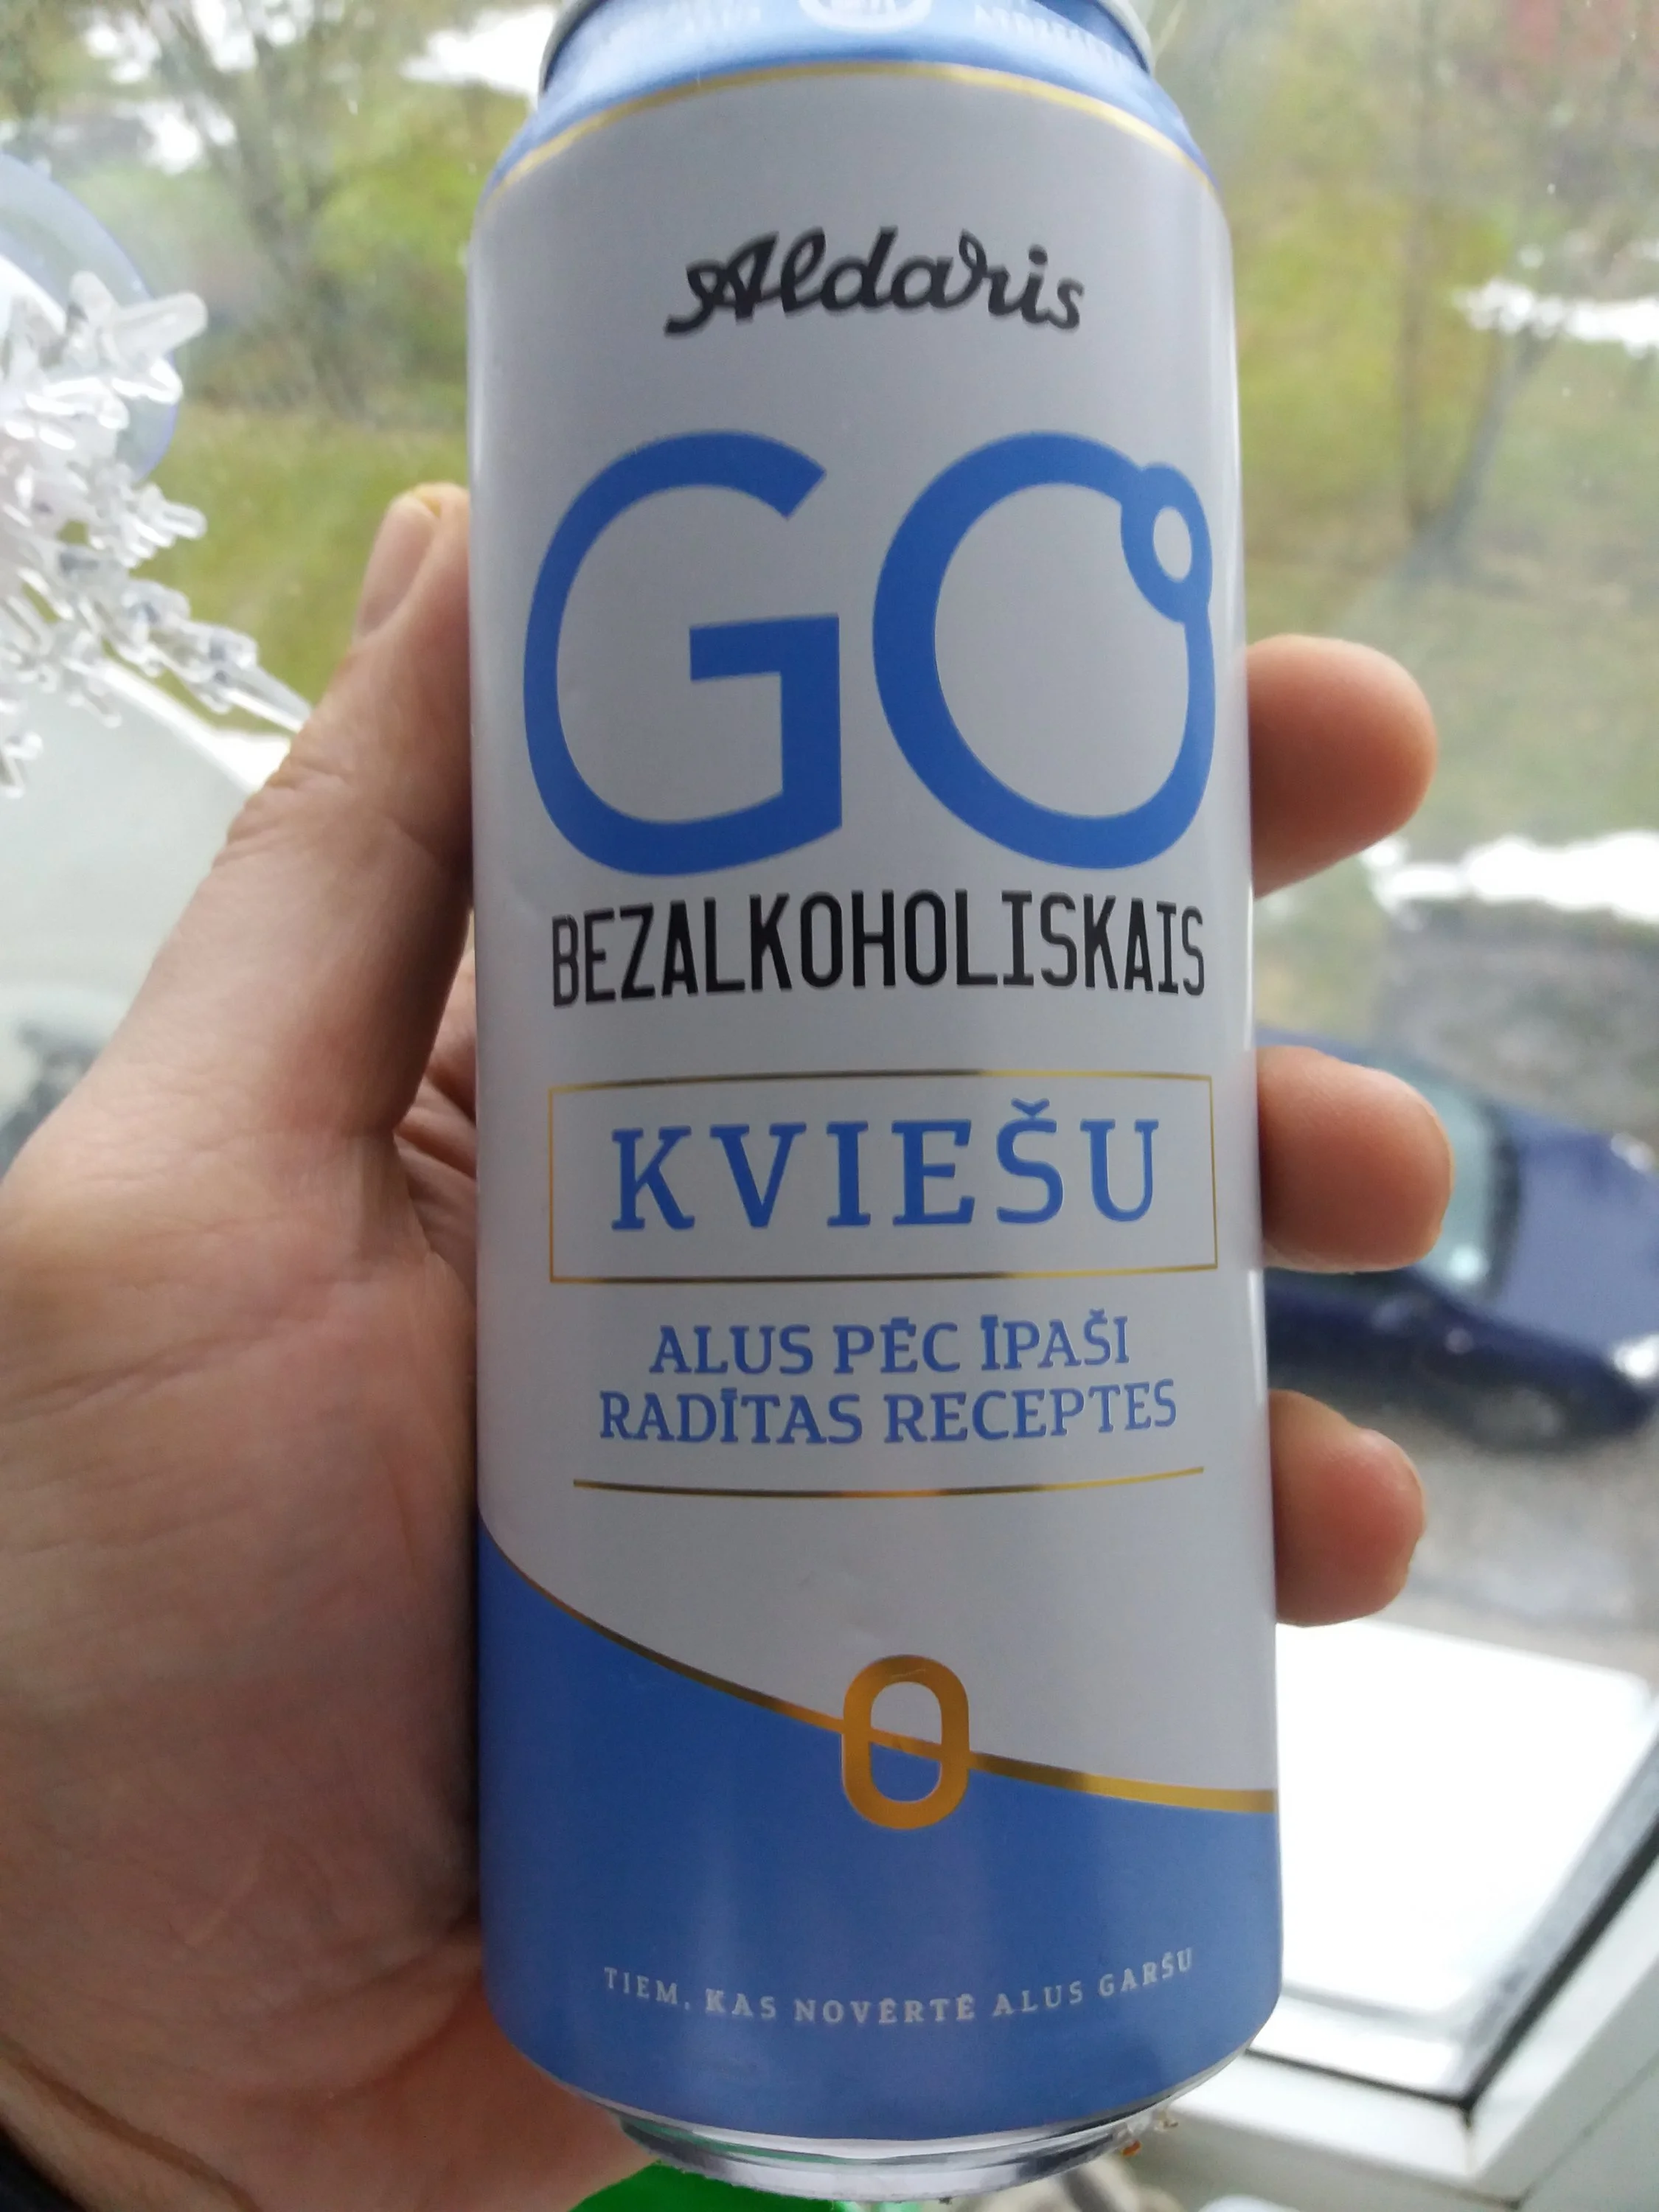 Aldaris
GO
BEZALKOHOLISKAIS
KVIEŠU
ALUS PĒC ĪPAŠI
RADĪTAS RECEPTES
0
TIEM, KAS NOVĒRTĒ ALUS GARŠU